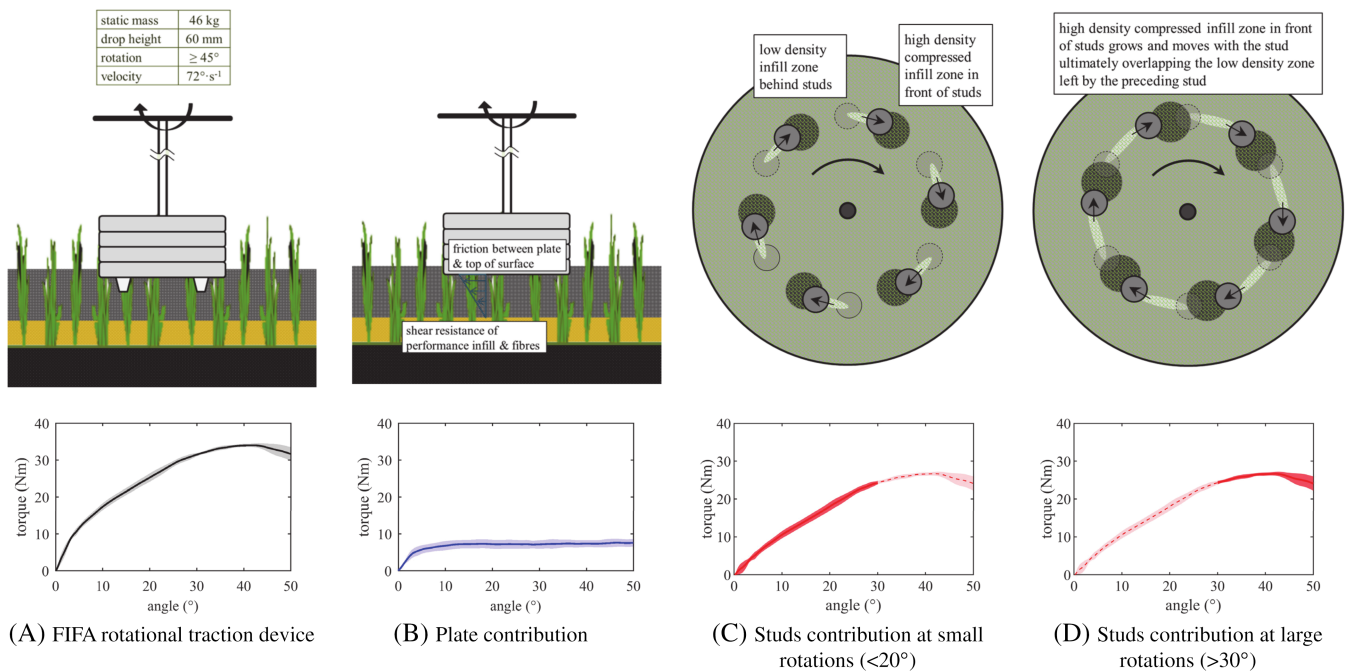 static mass 46 kg
drop height 60 mm
rotation ≥ 45°
velocity 72°·s⁻¹
friction between plate
& top of surface
shear resistance of
performance infill & fibres
low density
infill zone
behind studs
high density
compressed
infill zone in
front of studs
high density compressed infill zone in front
of studs grows and moves with the stud
ultimately overlapping the low density zone
left by the preceding stud
torque (Nm)
40
30
20
10
0
0 10 20 30 40 50
angle (°)
(A) FIFA rotational traction device
torque (Nm)
40
30
20
10
0
0 10 20 30 40 50
angle (°)
(B) Plate contribution
torque (Nm)
40
30
20
10
0
0 10 20 30 40 50
angle (°)
(C) Studs contribution at small
rotations (<20°)
torque (Nm)
40
30
20
10
0
0 10 20 30 40 50
angle (°)
(D) Studs contribution at large
rotations (>30°)